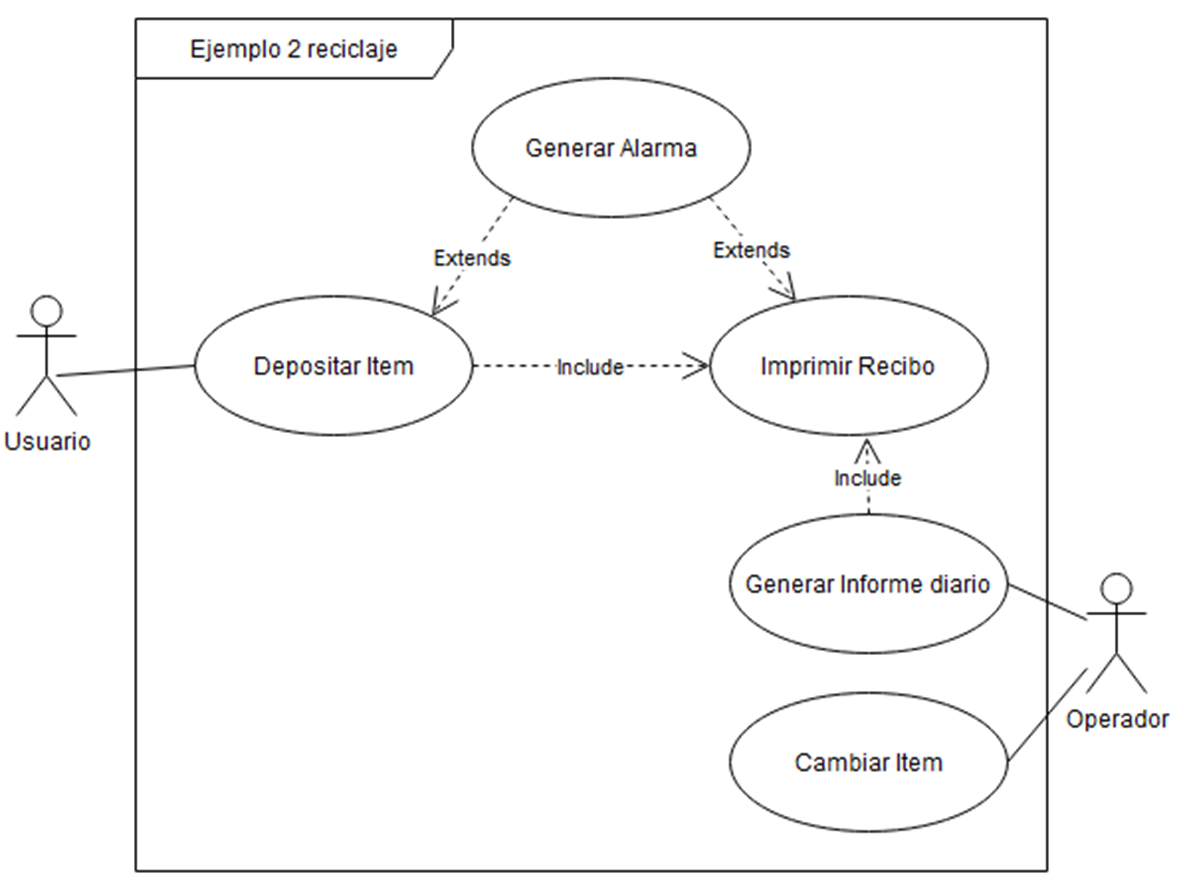 Ejemplo 2 reciclaje
Generar Alarma
Extends
Extends
Depositar Item
Include
Imprimir Recibo
Usuario
Include
Generar Informe diario
Operador
Cambiar Item